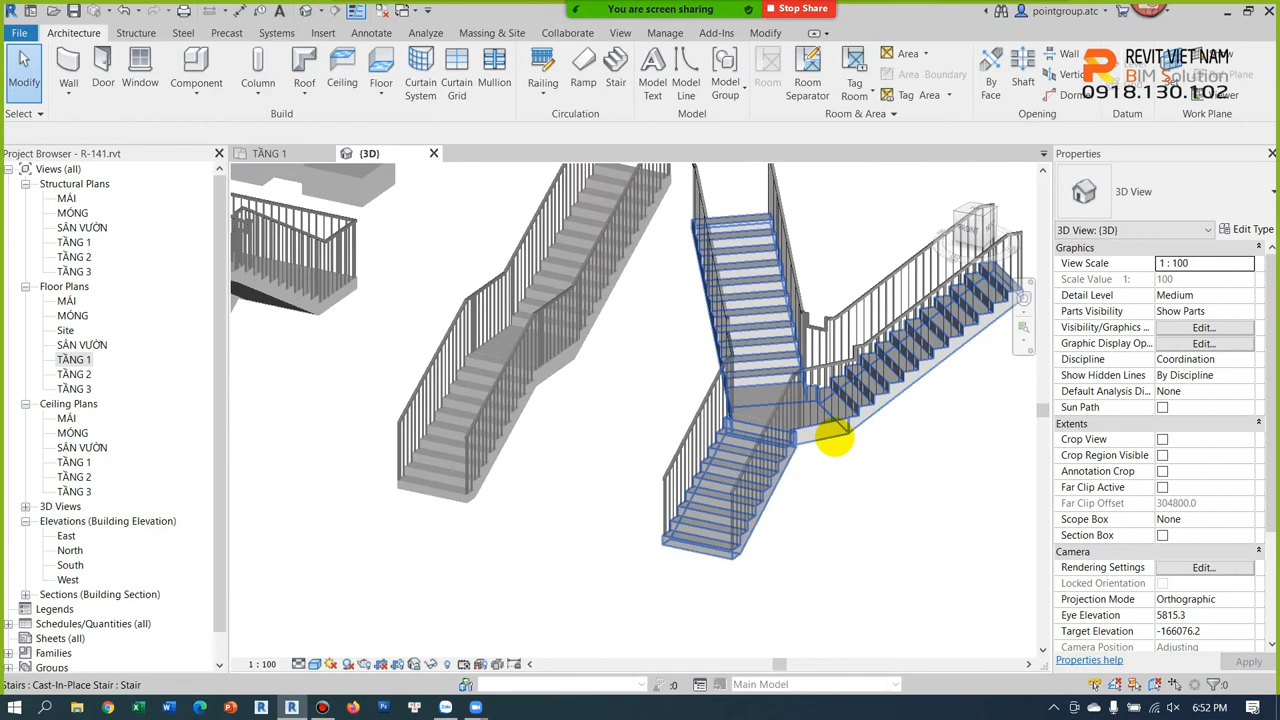 You are screen sharing
Stop Share
pointgroup.atc
File
Architecture
Structure
Steel
Precast
Systems
Insert
Annotate
Analyze
Massing & Site
Collaborate
View
Manage
Add-Ins
Modify
Modify
Wall
Door
Window
Component
Column
Roof
Ceiling
Floor
Curtain System
Curtain Grid
Mullion
Railing
Ramp
Stair
Model Text
Model Line
Model Group
Room
Room Separator
Tag Room
Area
Area Boundary
Tag Area
By Face
Shaft
Wall
REVIT VIET NAM
BIM Solution
0918.130.102
Select
Build
Circulation
Model
Room & Area
Opening
Datum
Work Plane
Project Browser - R-141.rvt
TẦNG 1
{3D}
Views (all)
Structural Plans
MÁI
MÓNG
SÂN VƯỜN
TẦNG 1
TẦNG 2
TẦNG 3
Floor Plans
MÁI
MÓNG
Site
SÂN VƯỜN
TẦNG 1
TẦNG 2
TẦNG 3
Ceiling Plans
MÁI
MÓNG
SÂN VƯỜN
TẦNG 1
TẦNG 2
TẦNG 3
3D Views
Elevations (Building Elevation)
East
North
South
West
Sections (Building Section)
Legends
Schedules/Quantities (all)
Sheets (all)
Families
Groups
FRONT
Properties
3D View
3D View: {3D}
Edit Type
Graphics
View Scale 1 : 100
Scale Value 1: 100
Detail Level Medium
Parts Visibility Show Parts
Visibility/Graphics ... Edit...
Graphic Display Op... Edit...
Discipline Coordination
Show Hidden Lines By Discipline
Default Analysis Di... None
Sun Path
Extents
Crop View
Crop Region Visible
Annotation Crop
Far Clip Active
Far Clip Offset 304800.0
Scope Box None
Section Box
Camera
Rendering Settings Edit...
Locked Orientation
Projection Mode Orthographic
Eye Elevation 5815.3
Target Elevation -166076.2
Camera Position Adjusting
Properties help
Apply
1 : 100
Stairs : Cast-In-Place Stair : Stair
:0
Main Model
:0
6:52 PM